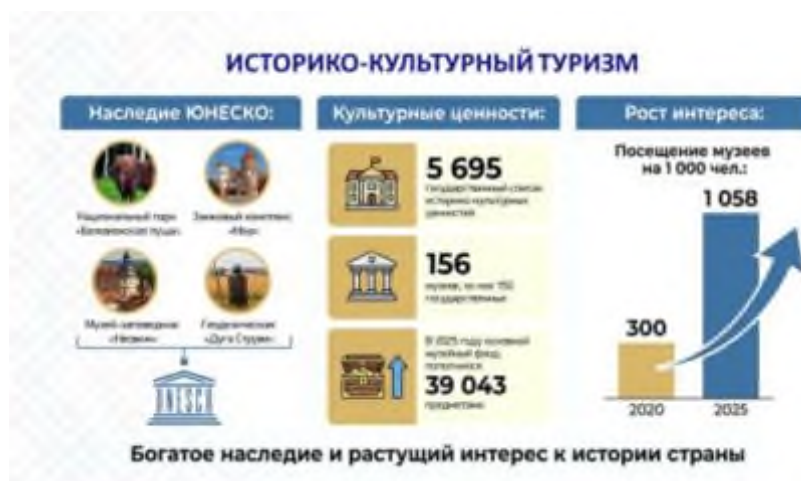 ИСТОРИКО-КУЛЬТУРНЫЙ ТУРИЗМ
Наследие ЮНЕСКО:
Национальный парк
«Беловежская пуща»
Замковый комплекс
«Мир»
Музей-заповедник
«Несвиж»
Геодезическая
«Дуга Струве»
UNESCO
Культурные ценности:
5 695
государственный список
историко-культурных
ценностей
156
музеев, из них 150
государственные
В 2025 году основной
музейный фонд
пополнился
39 043
предметами
Рост интереса:
Посещение музеев
на 1 000 чел.:
1 058
300
2020
2025
Богатое наследие и растущий интерес к истории страны